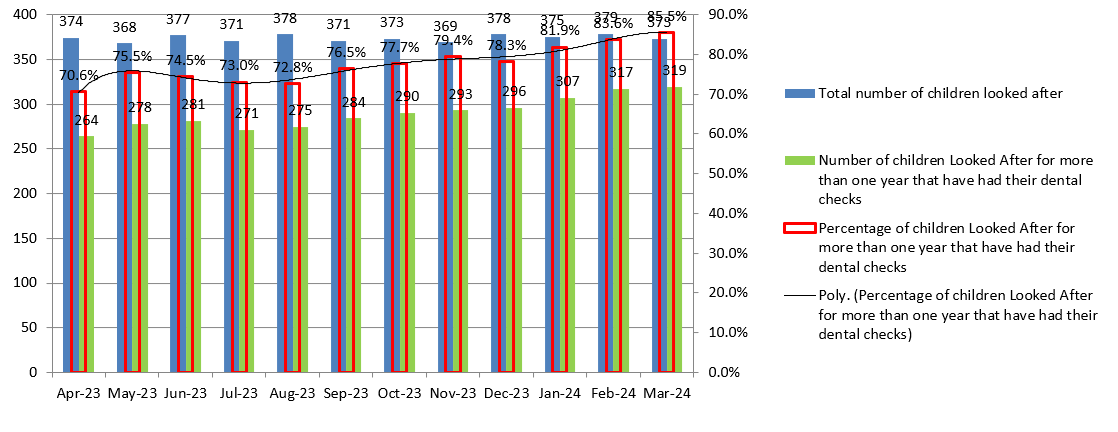 374 368 377 371 378 371 373 369 378 375 379 373
70.6% 75.5% 74.5% 73.0% 72.8% 76.5% 77.7% 79.4% 78.3% 81.9% 83.6% 85.5%
264 278 281 271 275 284 290 293 296 307 317 319
400
350
300
250
200
150
100
50
0
90.0%
80.0%
70.0%
60.0%
50.0%
40.0%
30.0%
20.0%
10.0%
0.0%
Apr-23 May-23 Jun-23 Jul-23 Aug-23 Sep-23 Oct-23 Nov-23 Dec-23 Jan-24 Feb-24 Mar-24
Total number of children looked after
Number of children Looked After for more
than one year that have had their dental
checks
Percentage of children Looked After for
more than one year that have had their
dental checks
Poly. (Percentage of children Looked After
for more than one year that have had their
dental checks)